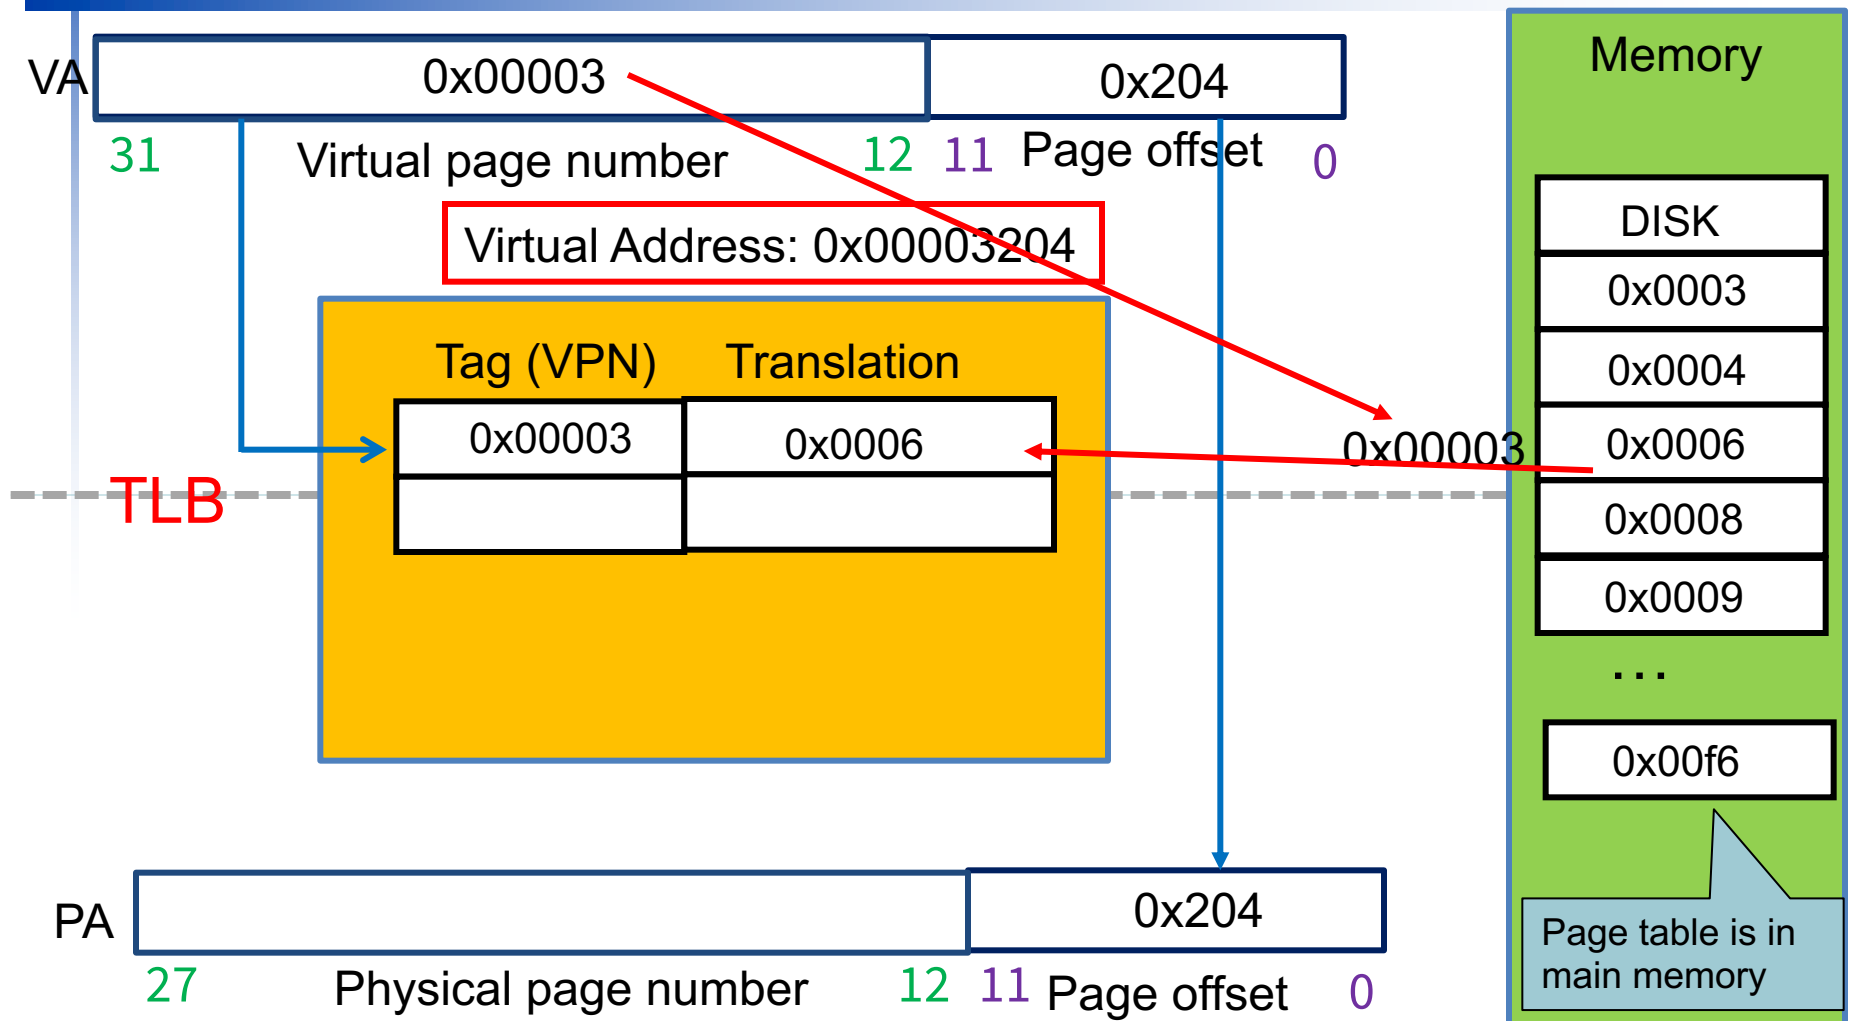 VA
0x00003
0x204
31
Virtual page number
12
11
Page offset
0
Virtual Address: 0x00003204
Tag (VPN)
Translation
0x00003
0x0006
TLB
0x00003
Memory
DISK
0x0003
0x0004
0x0006
0x0008
0x0009
...
0x00f6
Page table is in
main memory
PA
0x204
27
Physical page number
12
11
Page offset
0